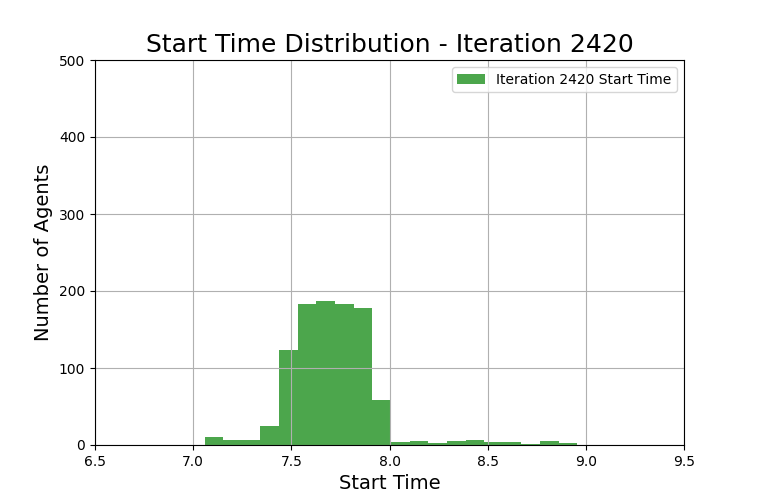 Start Time Distribution - Iteration 2420
Iteration 2420 Start Time
500
400
300
200
100
0
Number of Agents
6.5 7.0 7.5 8.0 8.5 9.0 9.5
Start Time